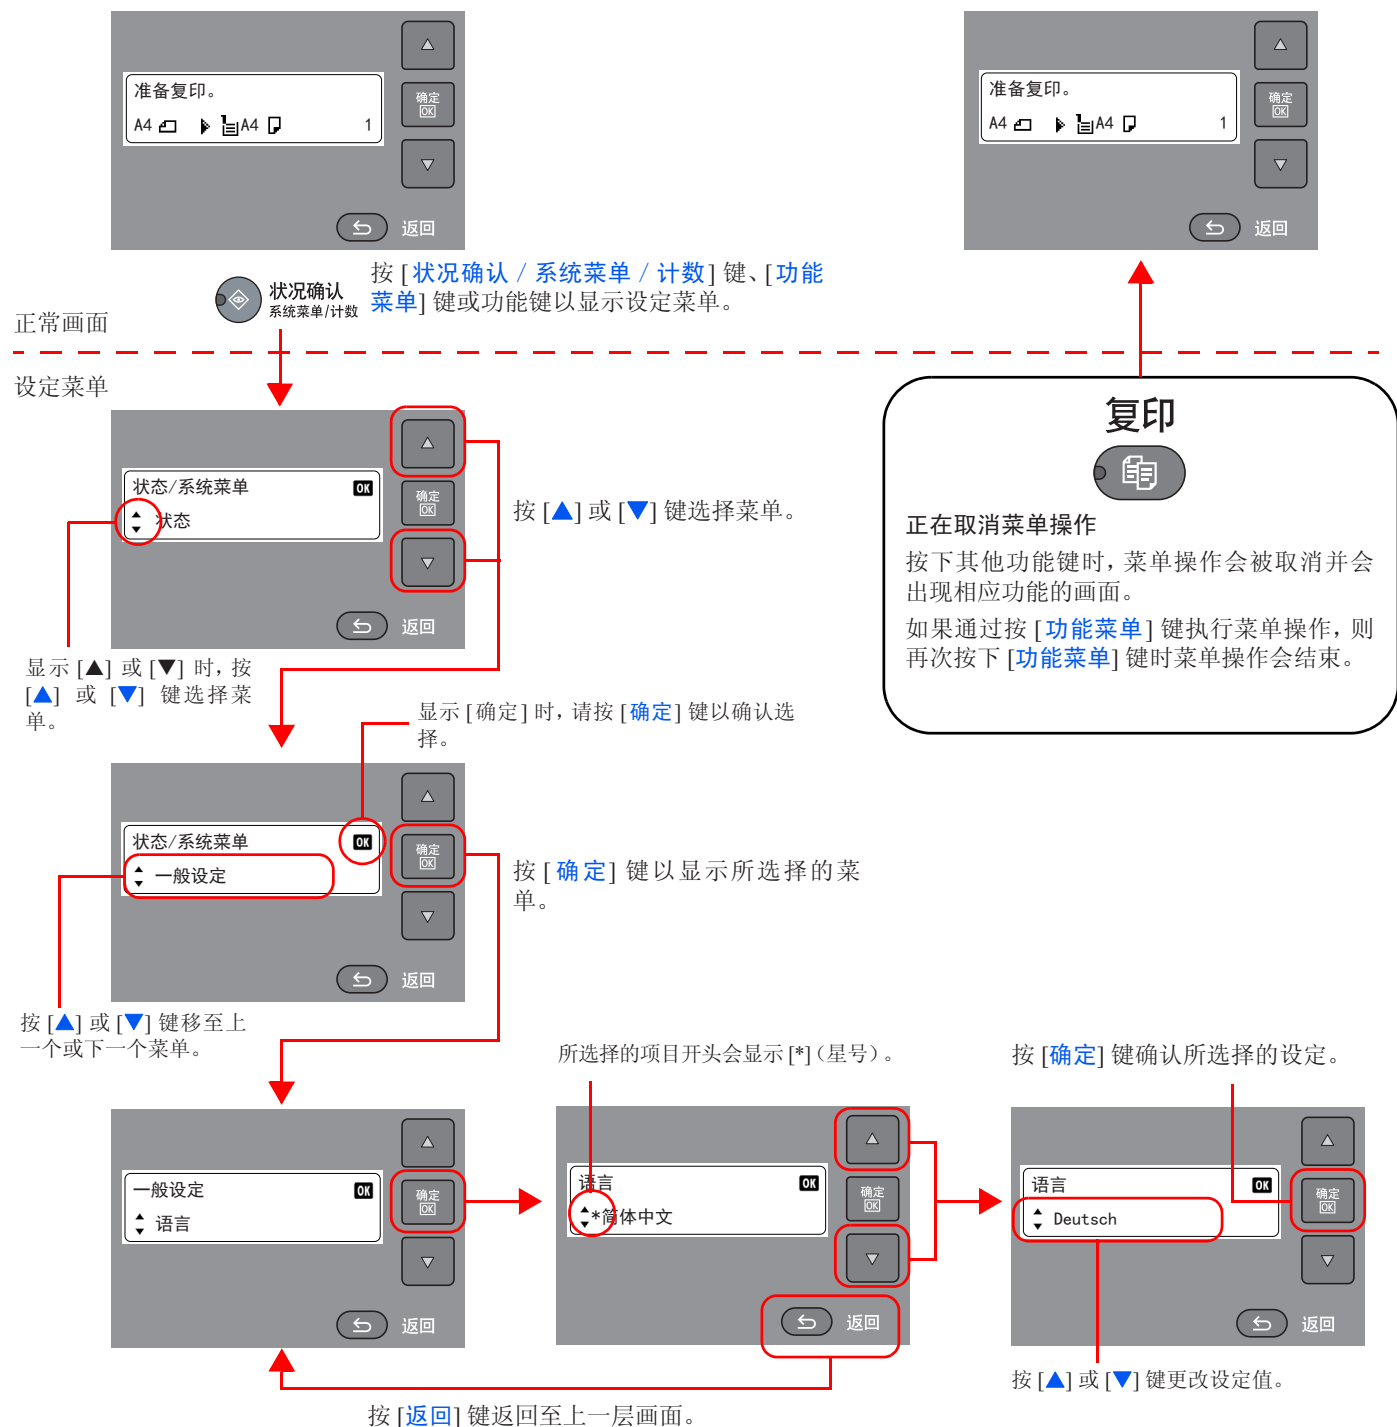 准备复印。
A4 A4 1
确定
OK
返回
准备复印。
A4 A4 1
确定
OK
返回
状况确认
系统菜单/计数
按 [状况确认 / 系统菜单 / 计数] 键、[功能
菜单] 键或功能键以显示设定菜单。
正常画面
设定菜单
状态/系统菜单 OK
状态
确定
OK
返回
按 [▲] 或 [▼] 键选择菜单。
显示 [▲] 或 [▼] 时，按
[▲] 或 [▼] 键选择菜
单。
复印
正在取消菜单操作
按下其他功能键时，菜单操作会被取消并会
出现相应功能的画面。
如果通过按 [功能菜单] 键执行菜单操作，则
再次按下 [功能菜单] 键时菜单操作会结束。
显示 [确定] 时，请按 [确定] 键以确认选
择。
状态/系统菜单 OK
一般设定
确定
OK
返回
按 [确定] 键以显示所选择的菜
单。
按 [▲] 或 [▼] 键移至上
一个或下一个菜单。
一般设定 OK
语言
确定
OK
返回
所选择的项目开头会显示 [*]（星号）。
语言 OK
*简体中文
确定
OK
返回
按 [确定] 键确认所选择的设定。
语言 OK
Deutsch
确定
OK
返回
按 [▲] 或 [▼] 键更改设定值。
按 [返回] 键返回至上一层画面。